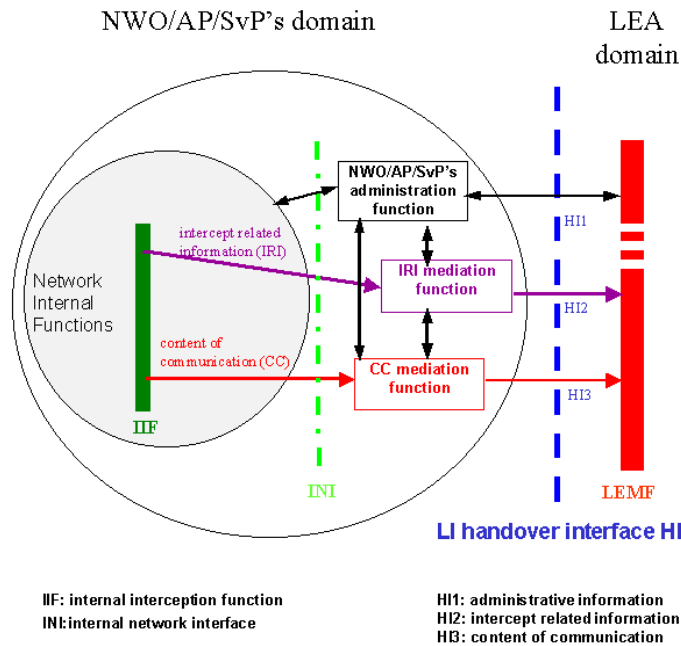 NWO/AP/SvP's domain
LEA
domain
NWO/AP/SvP's
administration
function
HI1
intercept related
information (IRI)
IRI mediation
function
HI2
Network
Internal
Functions
content of
communication (CC)
CC mediation
function
HI3
IIF
INI
LEMF
LI handover interface HI
IIF: internal interception function
INI:internal network interface
HI1: administrative information
HI2: intercept related information
HI3: content of communication